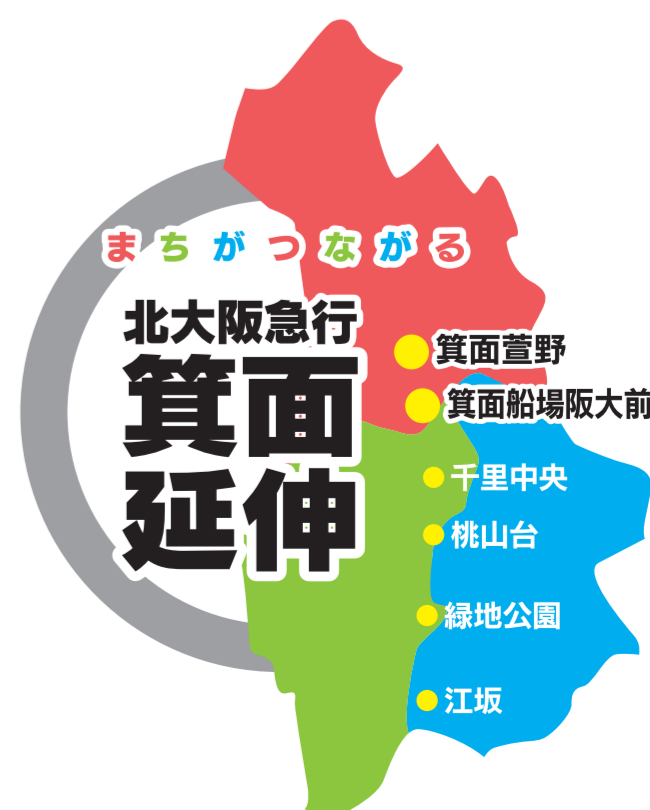 まちがつながる
北大阪急行
箕面
延伸
箕面萱野
箕面船場阪大前
千里中央
桃山台
緑地公園
江坂